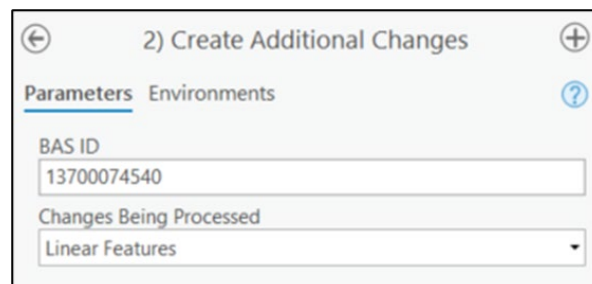 2) Create Additional Changes
Parameters Environments
?
BAS ID
13700074540
Changes Being Processed
Linear Features